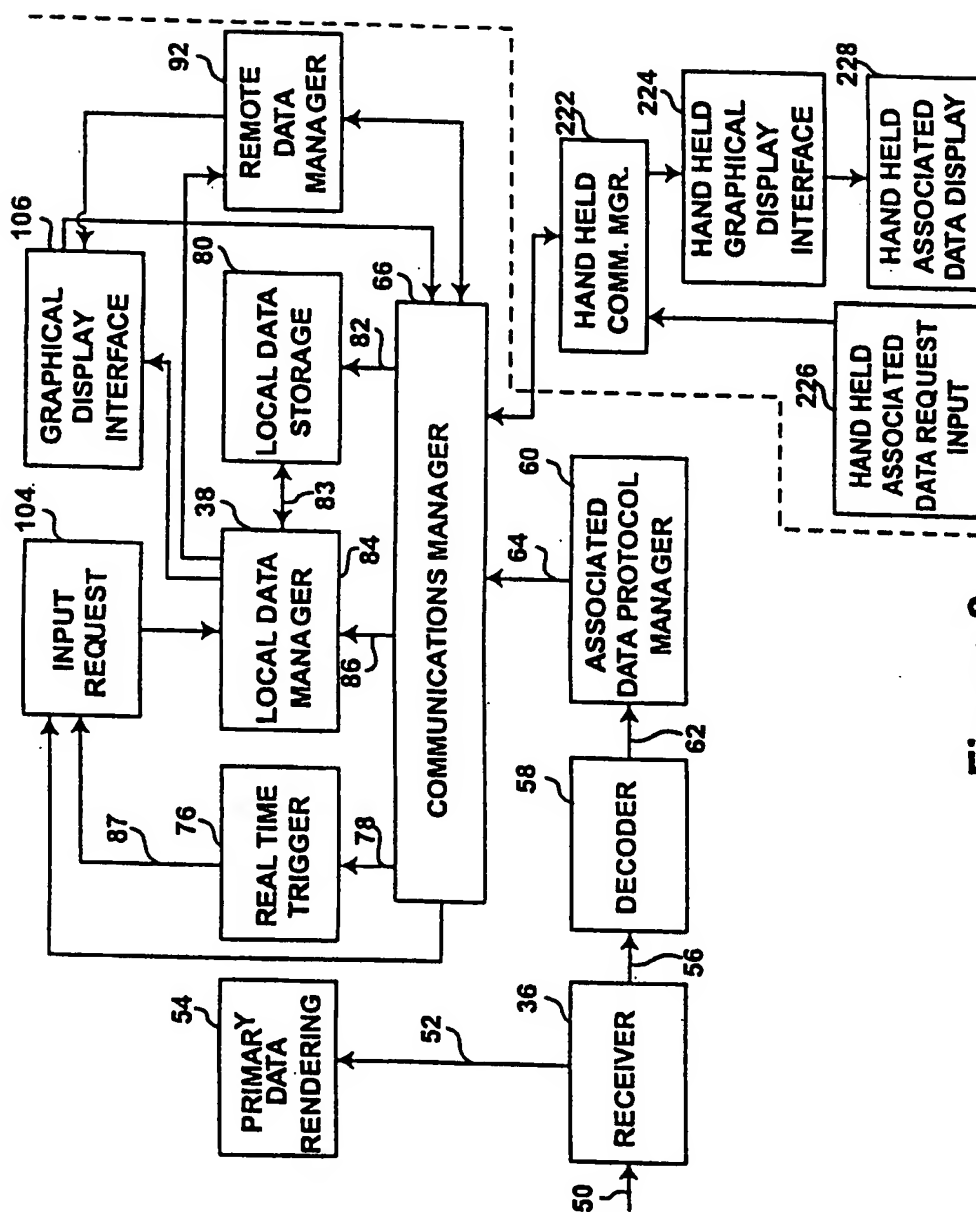 104
INPUT
REQUEST
106
GRAPHICAL
DISPLAY
INTERFACE
54
PRIMARY
DATA
RENDERING
87
76
REAL TIME
TRIGGER
38
LOCAL DATA
MANAGER
84
83
80
LOCAL DATA
STORAGE
92
REMOTE
DATA
MANAGER
78
86
82
66
COMMUNICATIONS MANAGER
52
64
50
36
RECEIVER
56
58
DECODER
62
60
ASSOCIATED
DATA PROTOCOL
MANAGER
222
HAND HELD
COMM. MGR.
224
HAND HELD
GRAPHICAL
DISPLAY
INTERFACE
226
HAND HELD
ASSOCIATED
DATA REQUEST
INPUT
228
HAND HELD
ASSOCIATED
DATA DISPLAY